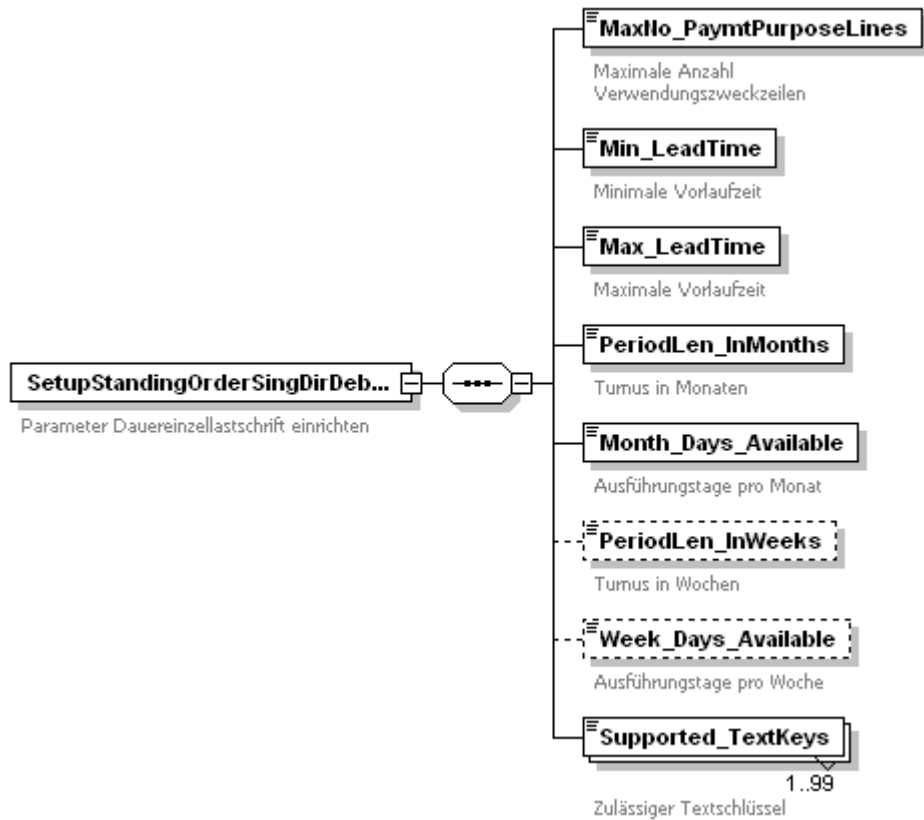 MaxNo_PaymtPurposeLines
Maximale Anzahl
Verwendungszweckzeilen
Min_LeadTime
Minimale Vorlaufzeit
Max_LeadTime
Maximale Vorlaufzeit
PeriodLen_InMonths
Turnus in Monaten
SetupStandingOrderSingDirDeb...
Parameter Dauereinzellastschrift einrichten
Month_Days_Available
Ausführungstage pro Monat
PeriodLen_InWeeks
Turnus in Wochen
Week_Days_Available
Ausführungstage pro Woche
Supported_TextKeys
1..99
Zulässiger Textschlüssel